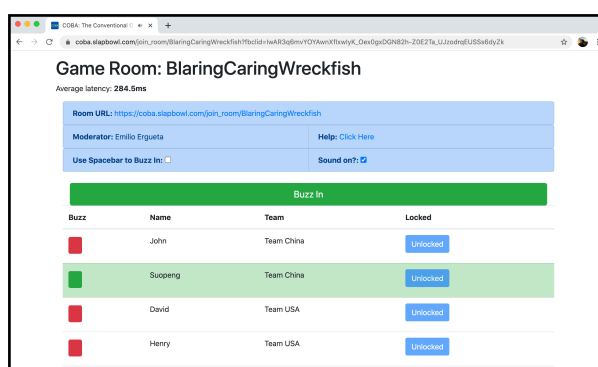 COBA: The Conventional O
coba.slapbowl.com/join_room/BlaringCaringWreckfish?fbclid=IwAR3q6mvYOYAwnXflxwIyK_Oex0gxDGN82h-Z0E2Ta_UJzodrqEUSSx6dyZk
Game Room: BlaringCaringWreckfish
Average latency: 284.5ms
Room URL: https://coba.slapbowl.com/join_room/BlaringCaringWreckfish
Moderator: Emilio Ergueta Help: Click Here
Use Spacebar to Buzz In: Sound on?:
Buzz In
Buzz Name Team Locked
John Team China Unlocked
Suopeng Team China Unlocked
David Team USA Unlocked
Henry Team USA Unlocked